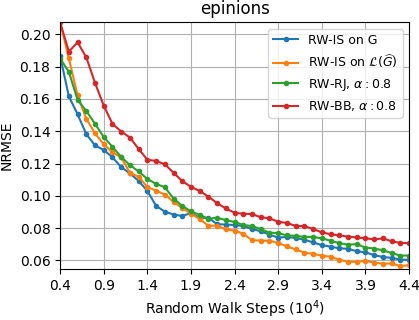 epinions
NRMSE
0.20
0.18
0.16
0.14
0.12
0.10
0.08
0.06
RW-IS on G
RW-IS on ℒ(G)
RW-RJ, α : 0.8
RW-BB, α : 0.8
0.4 0.9 1.4 1.9 2.4 2.9 3.4 3.9 4.4
Random Walk Steps (10⁴)